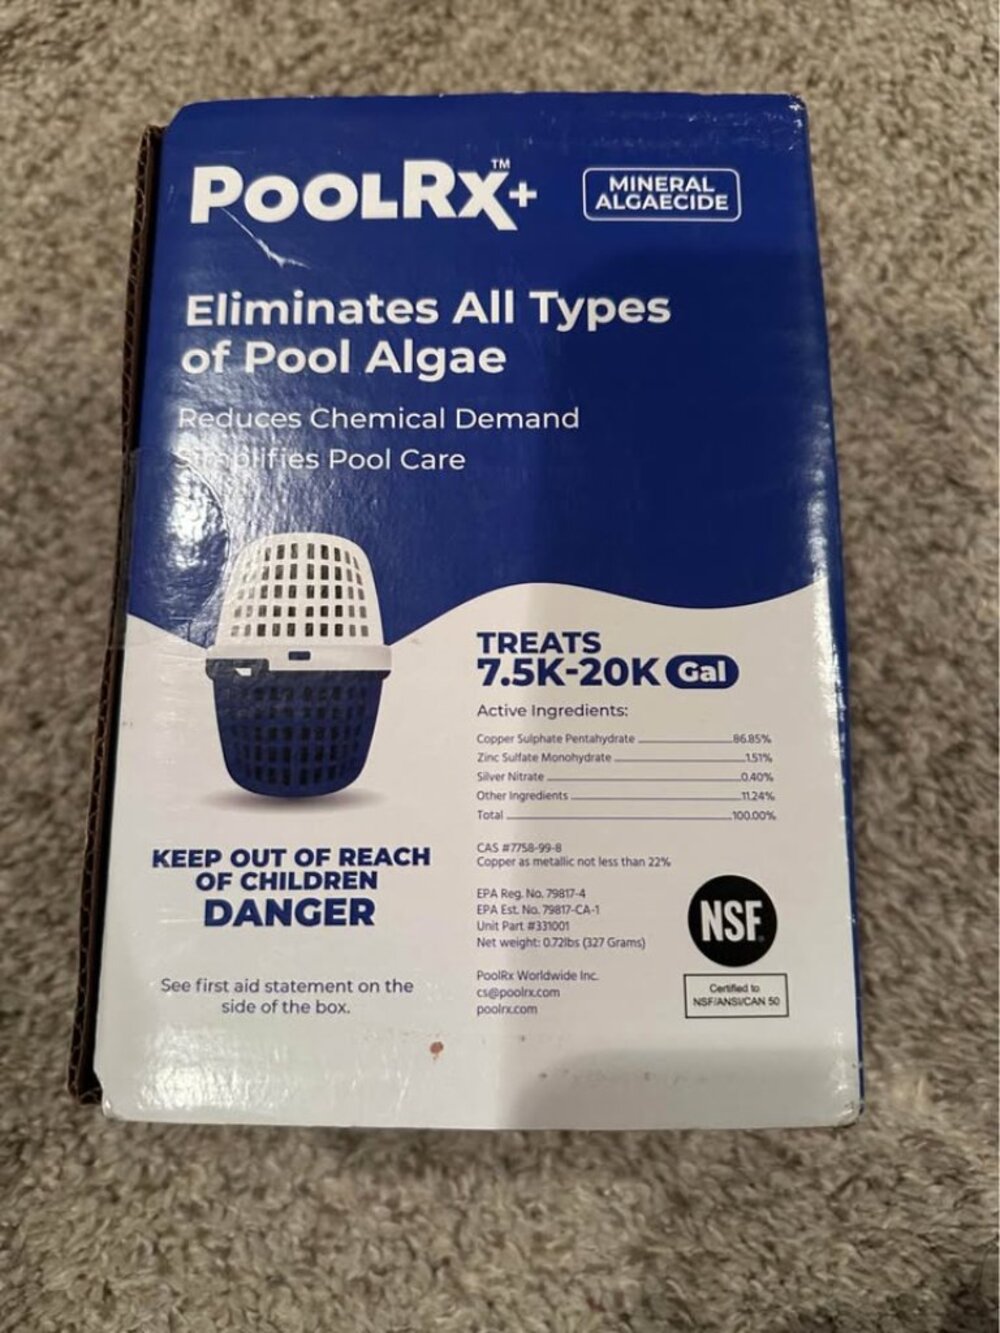 POOLRX™+
MINERAL
ALGAECIDE
Eliminates All Types
of Pool Algae
Reduces Chemical Demand
Simplifies Pool Care
TREATS
7.5K-20K Gal
Active Ingredients:
Copper Sulphate Pentahydrate 86.85%
Zinc Sulfate Monohydrate 1.51%
Silver Nitrate 0.40%
Other Ingredients 11.24%
Total 100.00%
CAS #7758-99-8
Copper as metallic not less than 22%
EPA Reg. No. 79817-4
EPA Est. No. 79817-CA-1
Unit Part #331001
Net weight: 0.72lbs (327 Grams)
PoolRx Worldwide Inc.
cs@poolrx.com
poolrx.com
NSF
Certified to
NSF/ANSI/CAN 50
KEEP OUT OF REACH
OF CHILDREN
DANGER
See first aid statement on the
side of the box.